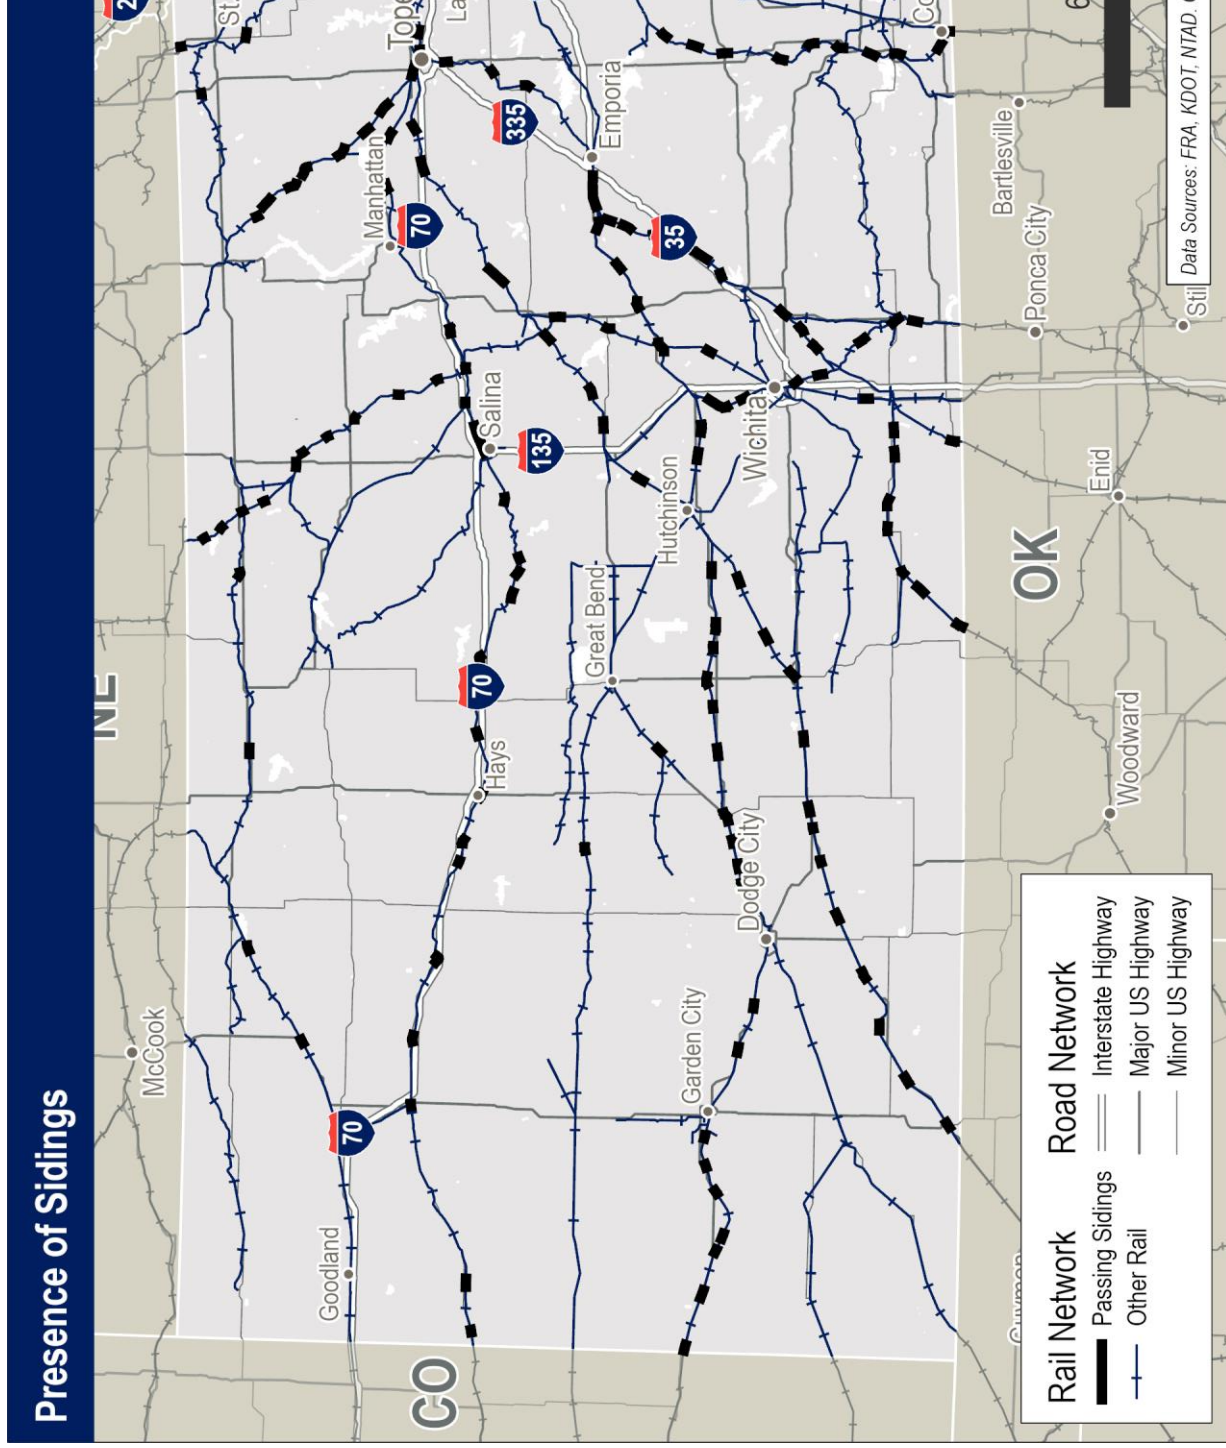 Presence of Sidings
NE
McCook
Goodland
70
CO
Hays
70
Salina
135
Manhattan
70
335
Emporia
35
Great Bend
Hutchinson
Wichita
Garden City
Dodge City
OK
Woodward
Enid
Ponca City
Bartlesville
Rail Network
Passing Sidings
Other Rail
Road Network
Interstate Highway
Major US Highway
Minor US Highway
Data Sources: FRA, KDOT, NTAD.